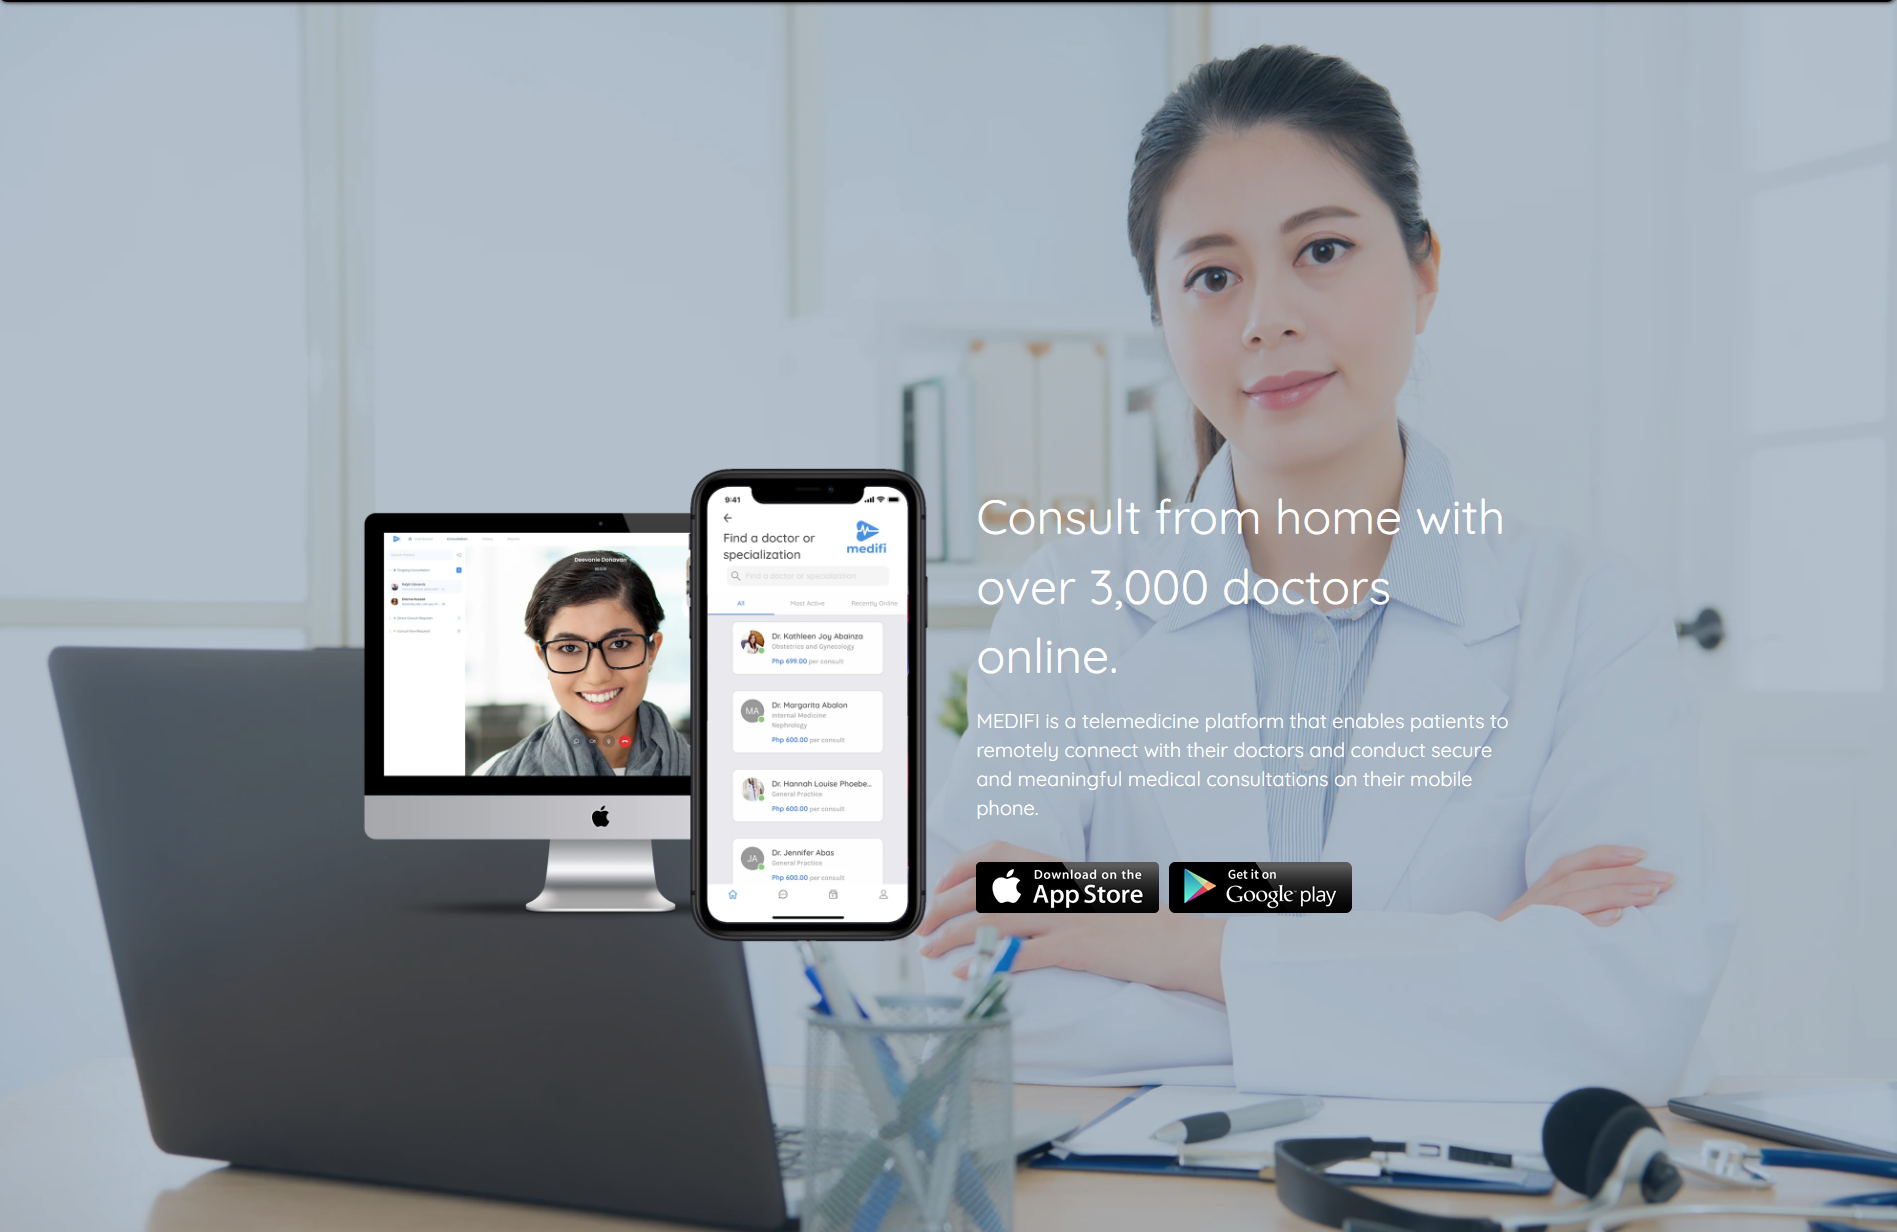 Deevonie Donavan
Ralph Edwards
9:41
Find a doctor or
specialization
medifi
Find a doctor or specialization
All
Most Active
Recently Online
Dr. Kathleen Joy Abainza
Obstetrics and Gynecology
Php 699.00 per consult
MA
Dr. Margarita Abalon
Internal Medicine
Nephrology
Php 600.00 per consult
Dr. Hannah Louise Phoebe...
General Practice
Php 600.00 per consult
JA
Dr. Jennifer Abas
General Practice
Php 600.00 per consult
Consult from home with
over 3,000 doctors
online.
MEDIFI is a telemedicine platform that enables patients to
remotely connect with their doctors and conduct secure
and meaningful medical consultations on their mobile
phone.
Download on the
App Store
Get it on
Google play